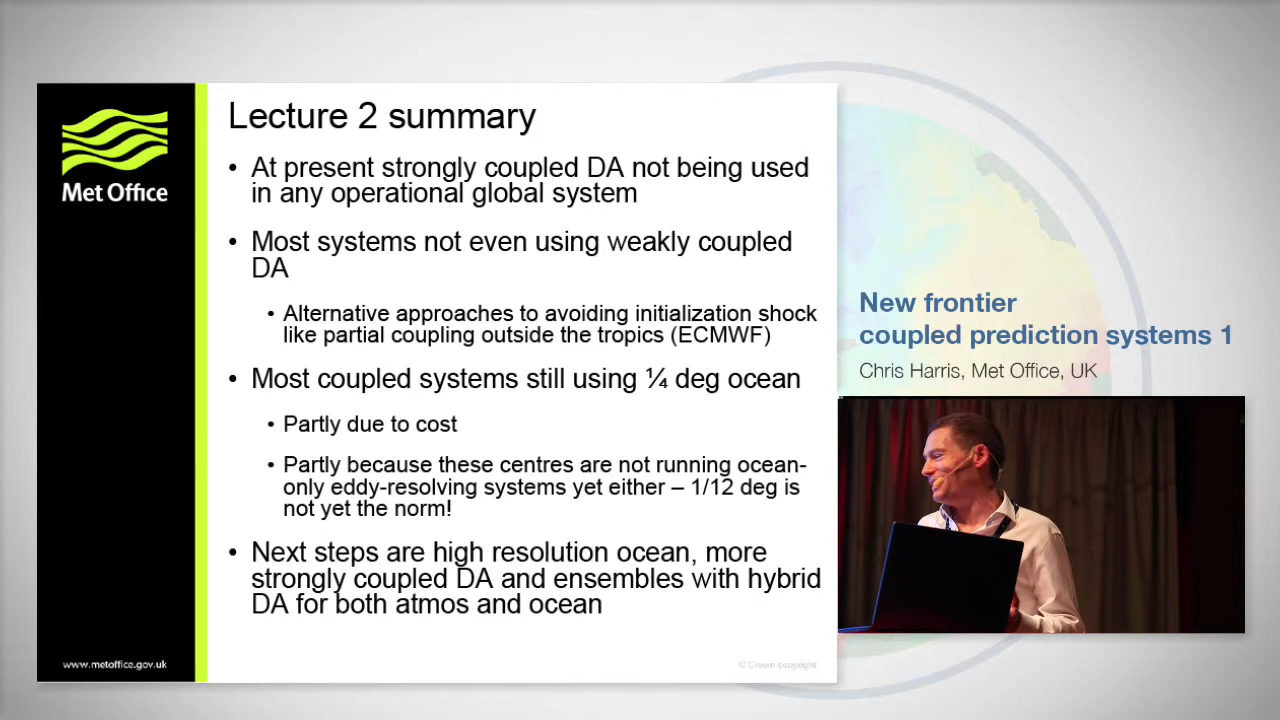 Met Office
www.metoffice.gov.uk
Lecture 2 summary
• At present strongly coupled DA not being used
in any operational global system
• Most systems not even using weakly coupled
DA
• Alternative approaches to avoiding initialization shock
like partial coupling outside the tropics (ECMWF)
• Most coupled systems still using ¼ deg ocean
• Partly due to cost
• Partly because these centres are not running ocean-
only eddy-resolving systems yet either – 1/12 deg is
not yet the norm!
• Next steps are high resolution ocean, more
strongly coupled DA and ensembles with hybrid
DA for both atmos and ocean
© Crown copyright
New frontier
coupled prediction systems 1
Chris Harris, Met Office, UK